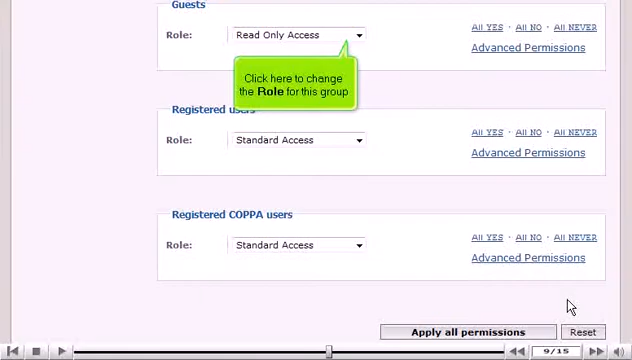 Guests
Role: Read Only Access All YES · All NO · All NEVER
Advanced Permissions
Click here to change
the Role for this group
Registered users
Role: Standard Access All YES · All NO · All NEVER
Advanced Permissions
Registered COPPA users
Role: Standard Access All YES · All NO · All NEVER
Advanced Permissions
Apply all permissions Reset
9/15